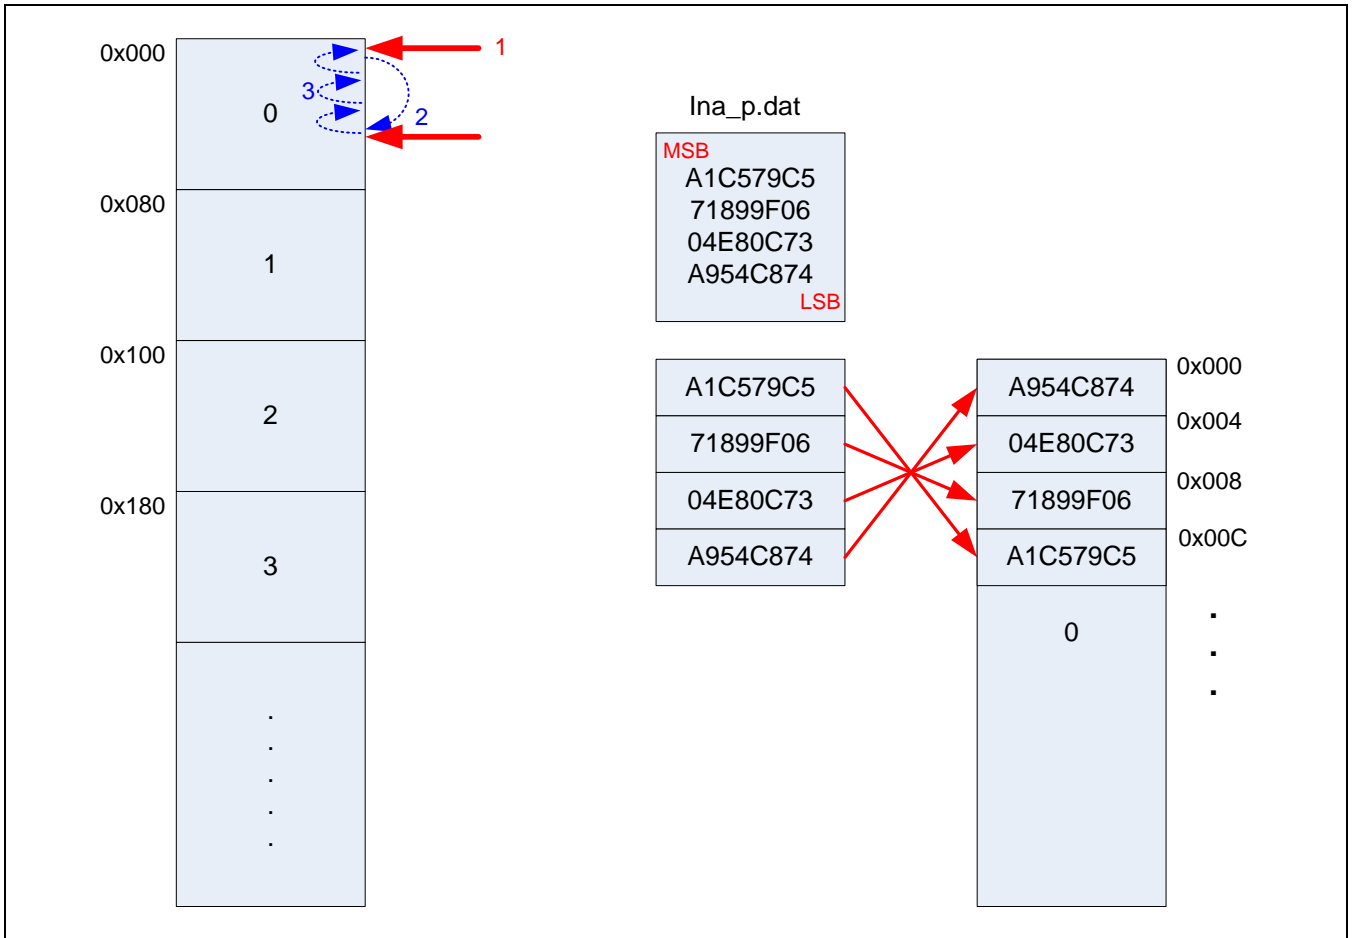 0x000
1
3
0
2
0x080
1
0x100
2
0x180
3
.
.
.
.
.
Ina_p.dat
MSB
A1C579C5
71899F06
04E80C73
A954C874
LSB
A1C579C5
71899F06
04E80C73
A954C874
A954C874
0x000
04E80C73
0x004
71899F06
0x008
A1C579C5
0x00C
0
.
.
.